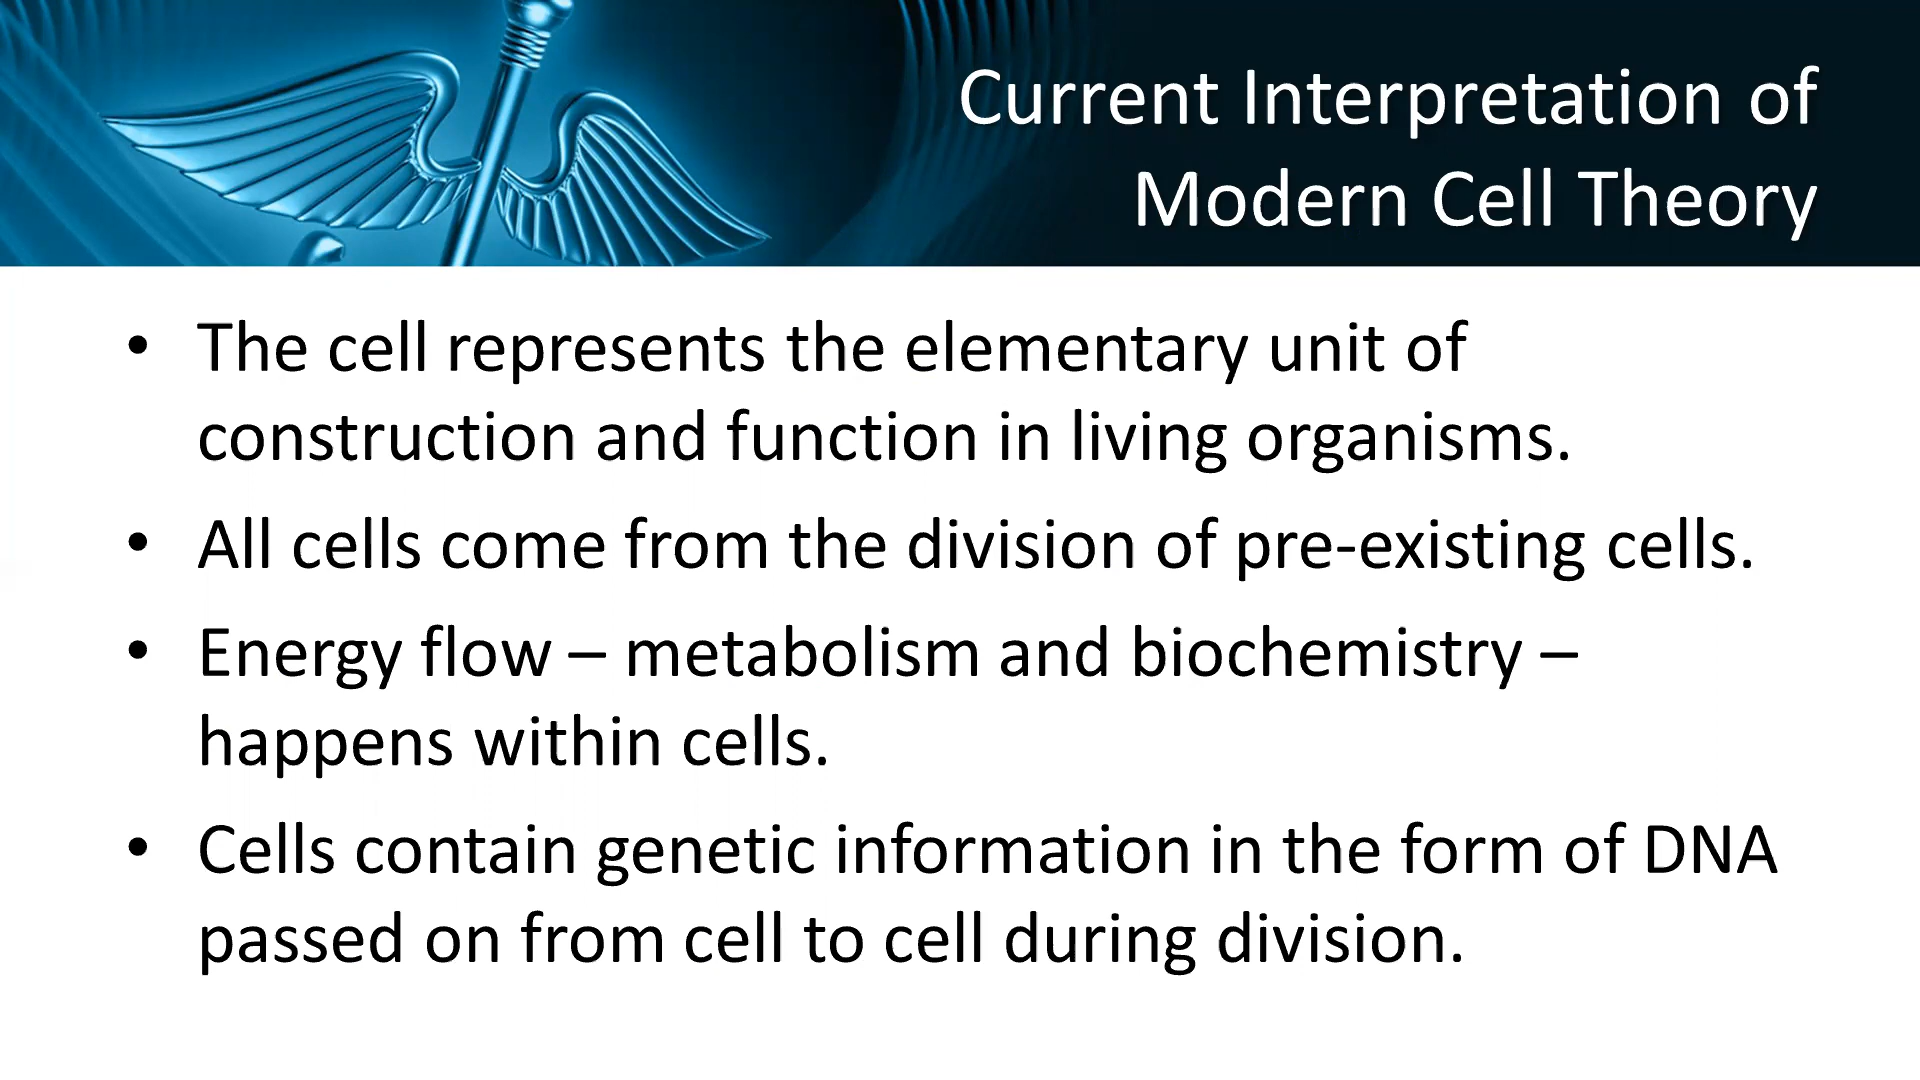 Current Interpretation of
Modern Cell Theory
• The cell represents the elementary unit of
construction and function in living organisms.
• All cells come from the division of pre-existing cells.
• Energy flow – metabolism and biochemistry –
happens within cells.
• Cells contain genetic information in the form of DNA
passed on from cell to cell during division.